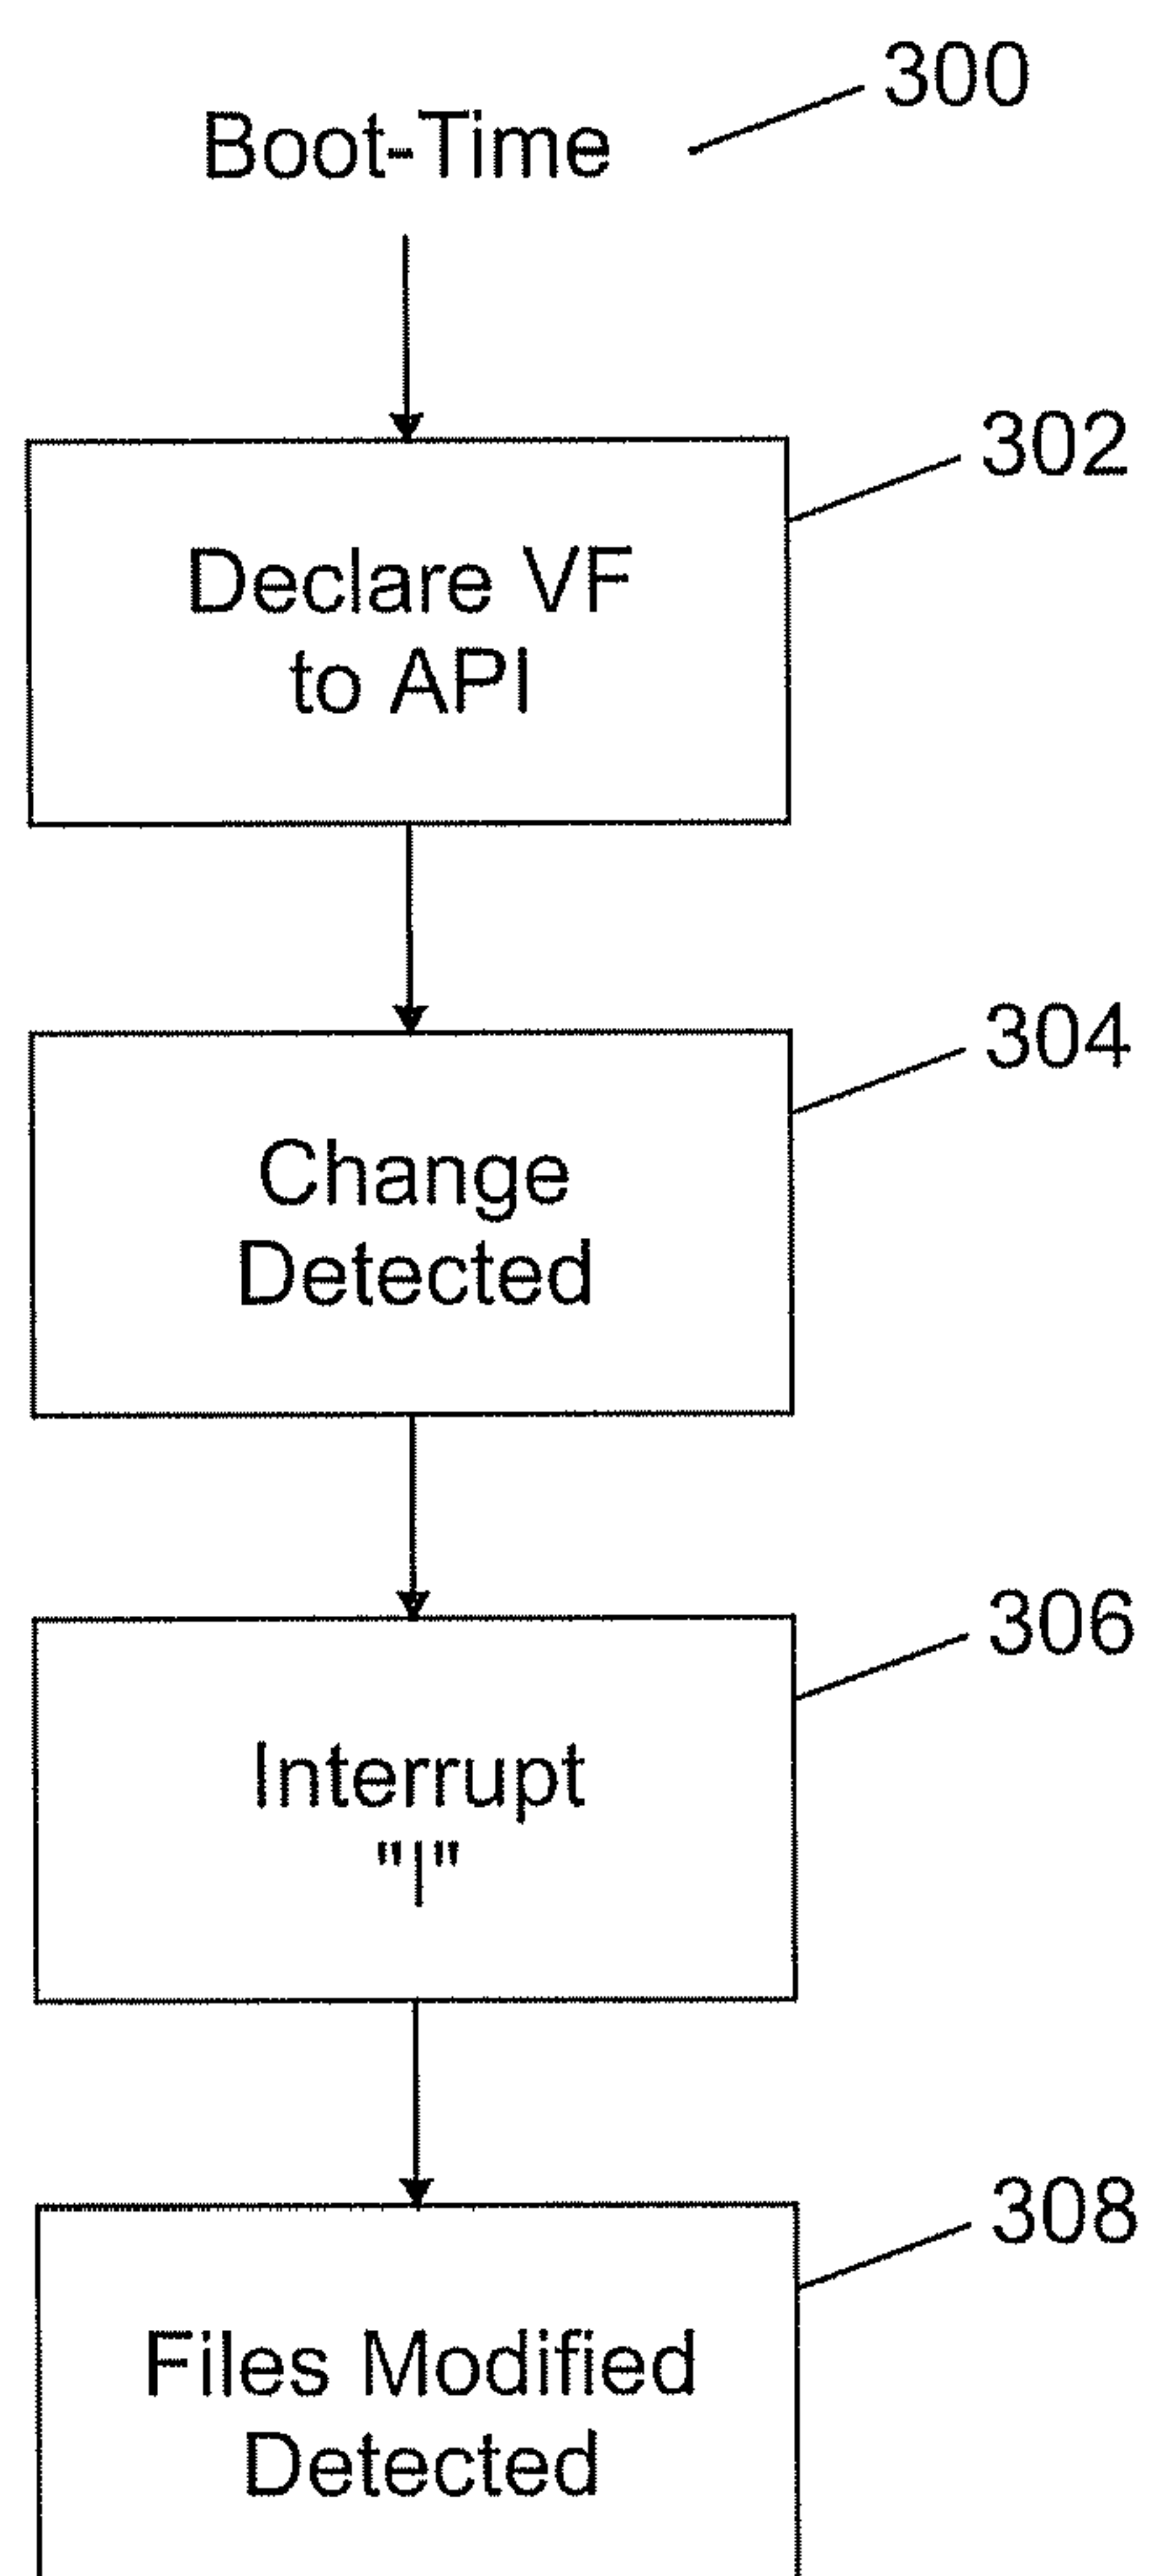 300
Boot-Time
302
Declare VF
to API
304
Change
Detected
306
Interrupt
"I"
308
Files Modified
Detected